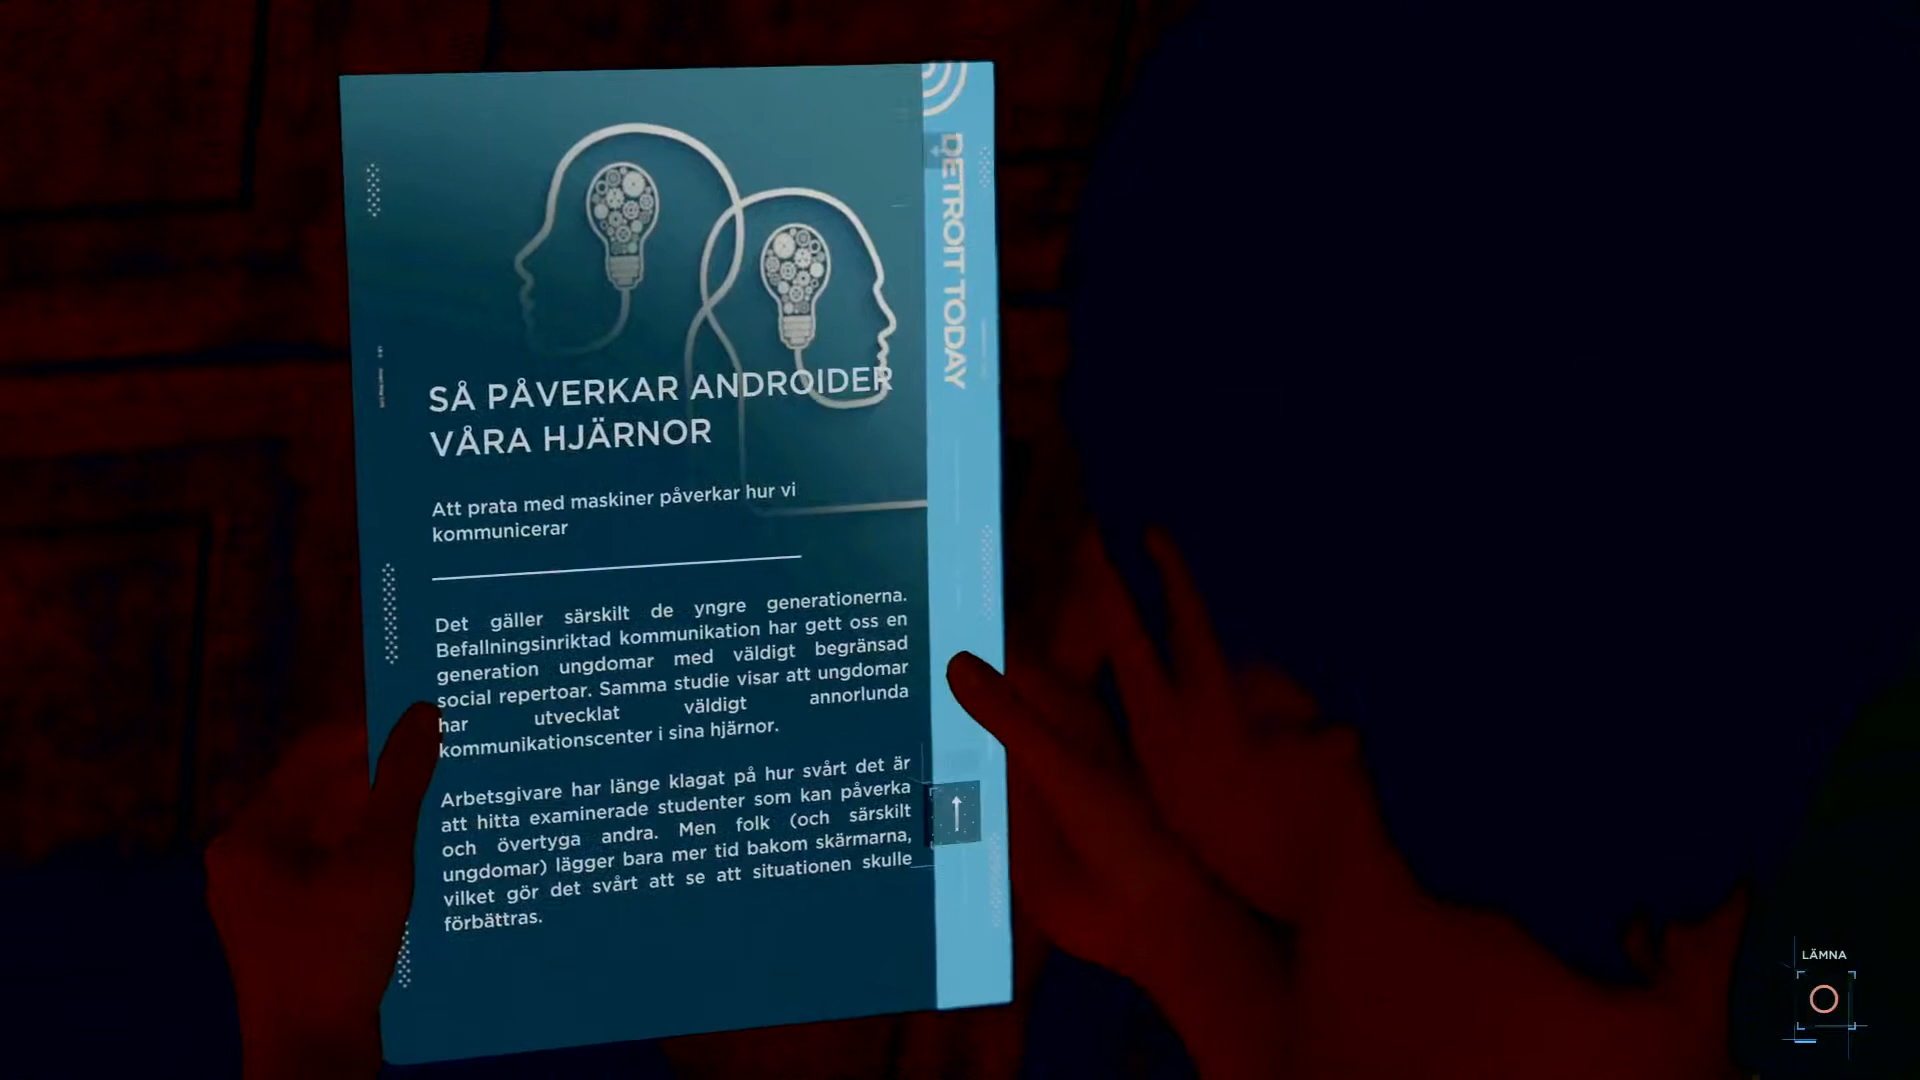 DETROIT TODAY
SÅ PÅVERKAR ANDROIDER
VÅRA HJÄRNOR
Att prata med maskiner påverkar hur vi
kommunicerar
Det gäller särskilt de yngre generationerna.
Befallningsinriktad kommunikation har gett oss en
generation ungdomar med väldigt begränsad
social repertoar. Samma studie visar att ungdomar
har utvecklat väldigt annorlunda
kommunikationscenter i sina hjärnor.
Arbetsgivare har länge klagat på hur svårt det är
att hitta examinerade studenter som kan påverka
och övertyga andra. Men folk (och särskilt
ungdomar) lägger bara mer tid bakom skärmarna,
vilket gör det svårt att se att situationen skulle
förbättras.
LÄMNA